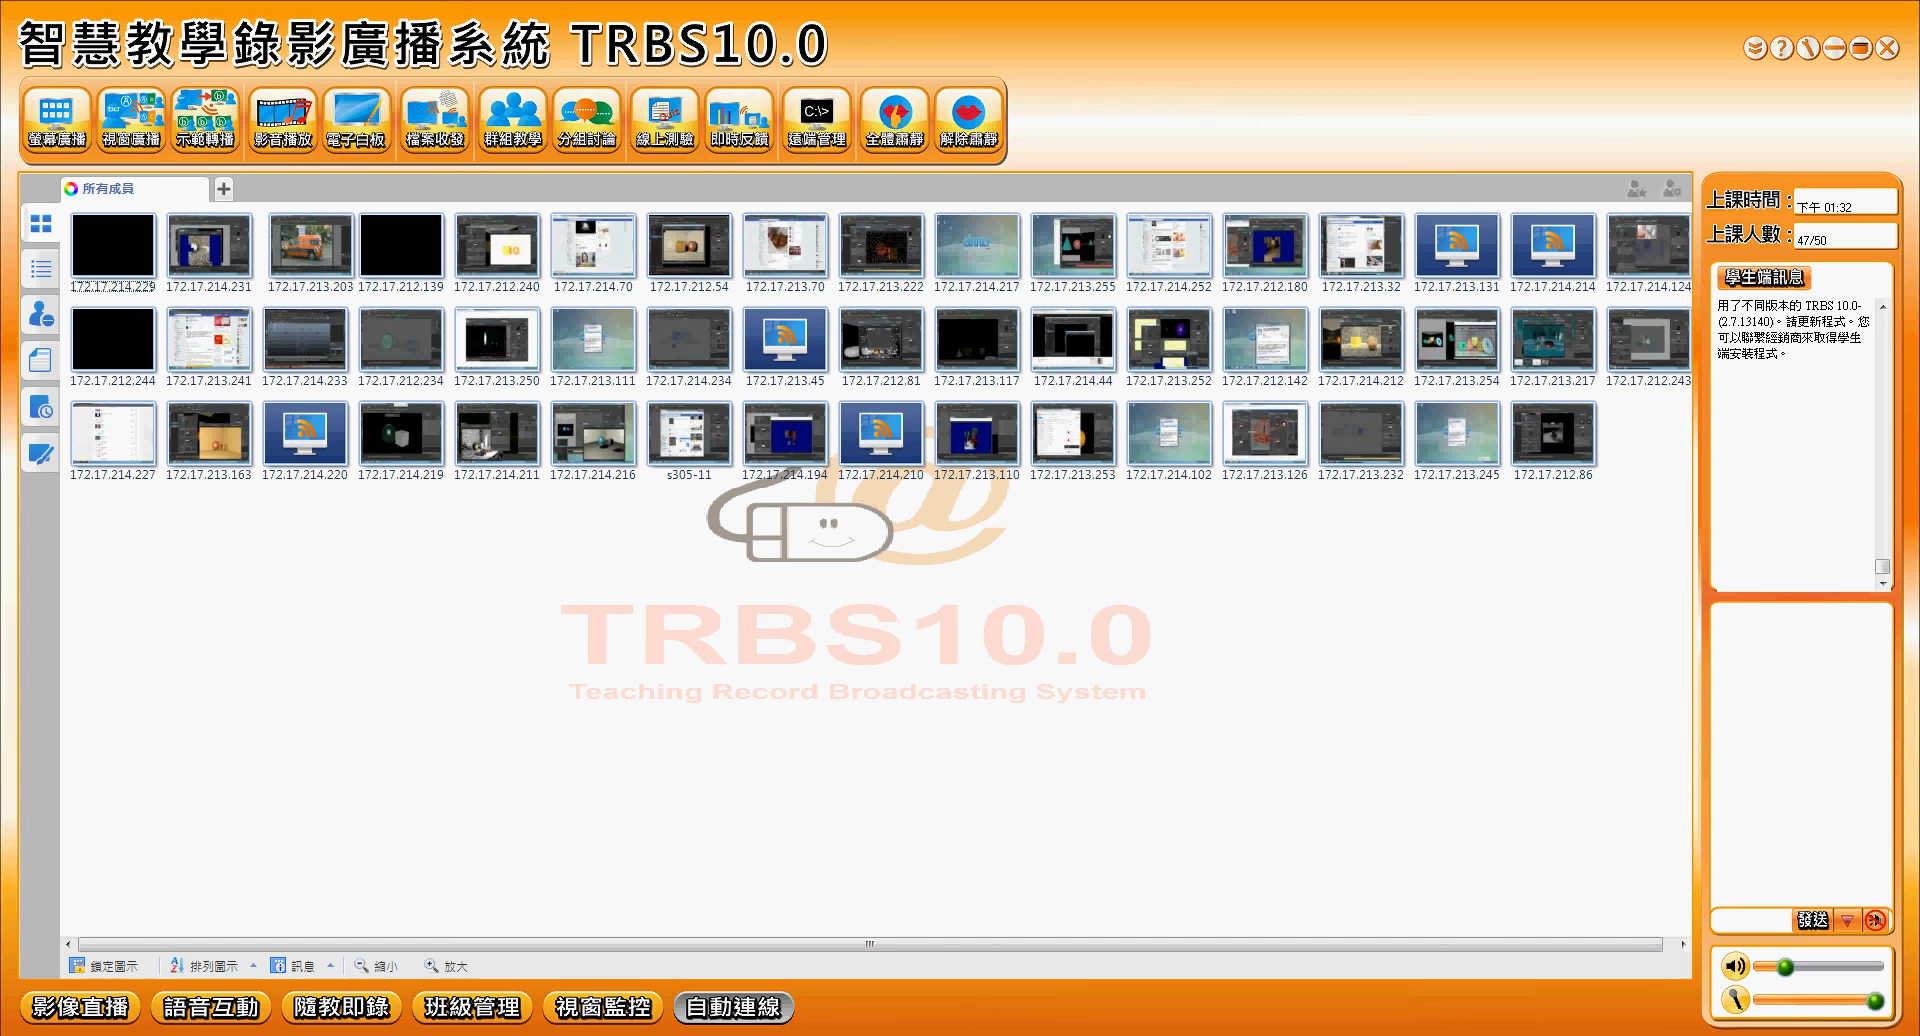 智慧教學錄影廣播系統 TRBS10.0
螢幕廣播 視窗廣播 示範轉播 影音播放 電子白板 檔案收發 群組教學 分組討論 線上測驗 即時反饋 遠端管理 全體肅靜 解除肅靜
所有成員
172.17.214.229 172.17.214.231 172.17.213.203 172.17.212.139 172.17.212.240 172.17.214.70 172.17.212.54 172.17.213.70 172.17.213.222 172.17.214.217 172.17.213.255 172.17.214.252 172.17.212.180 172.17.213.32 172.17.213.131 172.17.214.214 172.17.214.124
172.17.212.244 172.17.213.241 172.17.214.233 172.17.212.234 172.17.213.250 172.17.213.111 172.17.214.234 172.17.213.45 172.17.212.81 172.17.213.117 172.17.214.44 172.17.213.252 172.17.212.142 172.17.214.212 172.17.213.254 172.17.213.217 172.17.212.243
172.17.214.227 172.17.213.163 172.17.214.220 172.17.214.219 172.17.214.211 172.17.214.216 s305-11 172.17.214.194 172.17.214.210 172.17.213.110 172.17.213.253 172.17.214.102 172.17.213.126 172.17.213.232 172.17.213.245 172.17.212.86
TRBS10.0
Teaching Record Broadcasting System
鎖定圖示 排列圖示 訊息 縮小 放大
影像直播 語音互動 隨教即錄 班級管理 視窗監控 自動連線
上課時間：下午 01:32
上課人數：47/50
學生端訊息
用了不同版本的 TRBS 10.0-
(2.7.13140)。請更新程式。您
可以聯繫經銷商來取得學生
端安裝程式。
發送